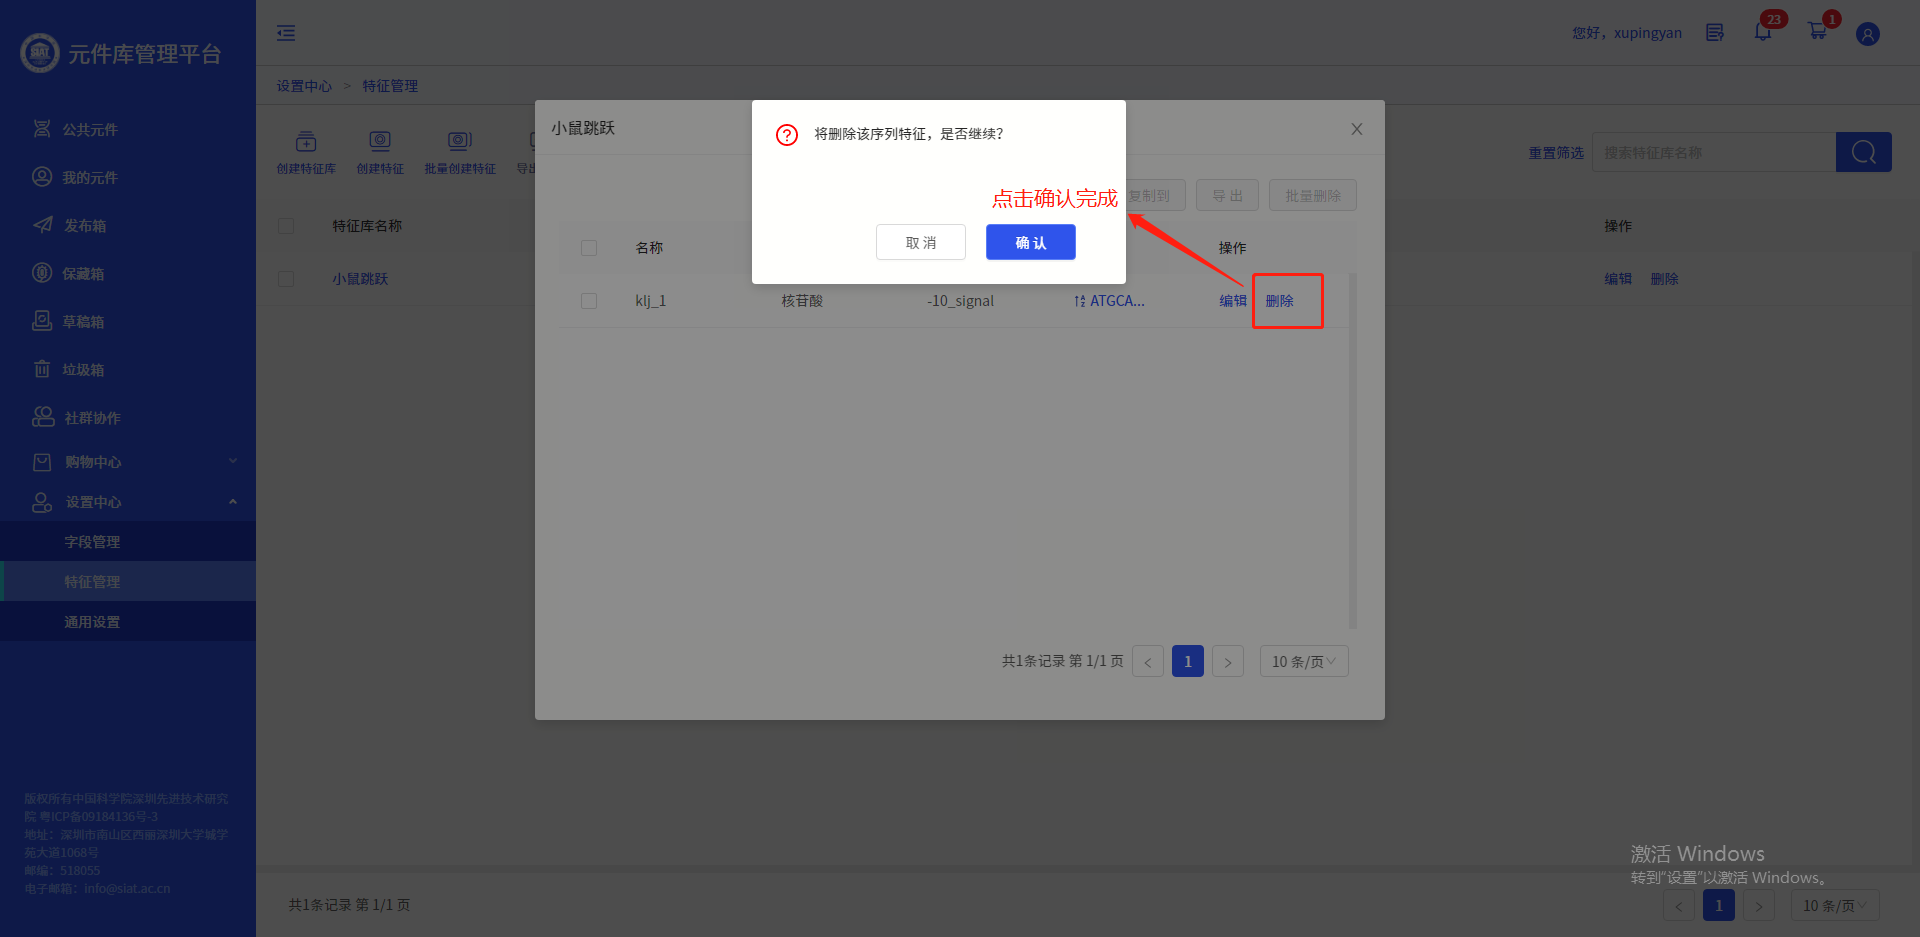 SIAT
元件库管理平台
您好，xupingyan
23
1
设置中心 > 特征管理
公共元件
我的元件
发布箱
保藏箱
草稿箱
垃圾箱
社群协作
购物中心
设置中心
字段管理
特征管理
通用设置
版权所有中国科学院深圳先进技术研究
院 粤ICP备09184136号-3
地址：深圳市南山区西丽深圳大学城学
苑大道1068号
邮编：518055
电子邮箱：info@siat.ac.cn
创建特征库
创建特征
批量创建特征
导出
重置筛选
搜索特征库名称
特征库名称
操作
小鼠跳跃
编辑 删除
小鼠跳跃
将删除该序列特征，是否继续？
点击确认完成
取 消
确 认
复制到
导 出
批量删除
名称
操作
klj_1
核苷酸
-10_signal
ATGCA...
编辑
删除
共1条记录 第 1/1 页
<
1
>
10 条/页
激活 Windows
转到“设置”以激活 Windows。
共1条记录 第 1/1 页
<
1
>
10 条/页